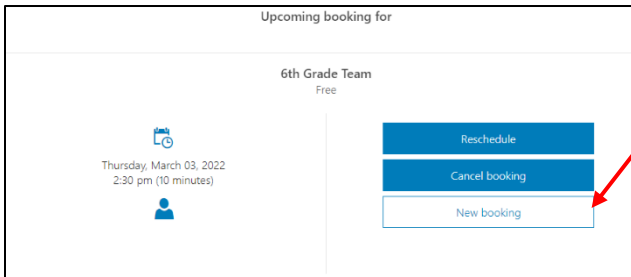 Upcoming booking for
6th Grade Team
Free
Thursday, March 03, 2022
2:30 pm (10 minutes)
Reschedule
Cancel booking
New booking